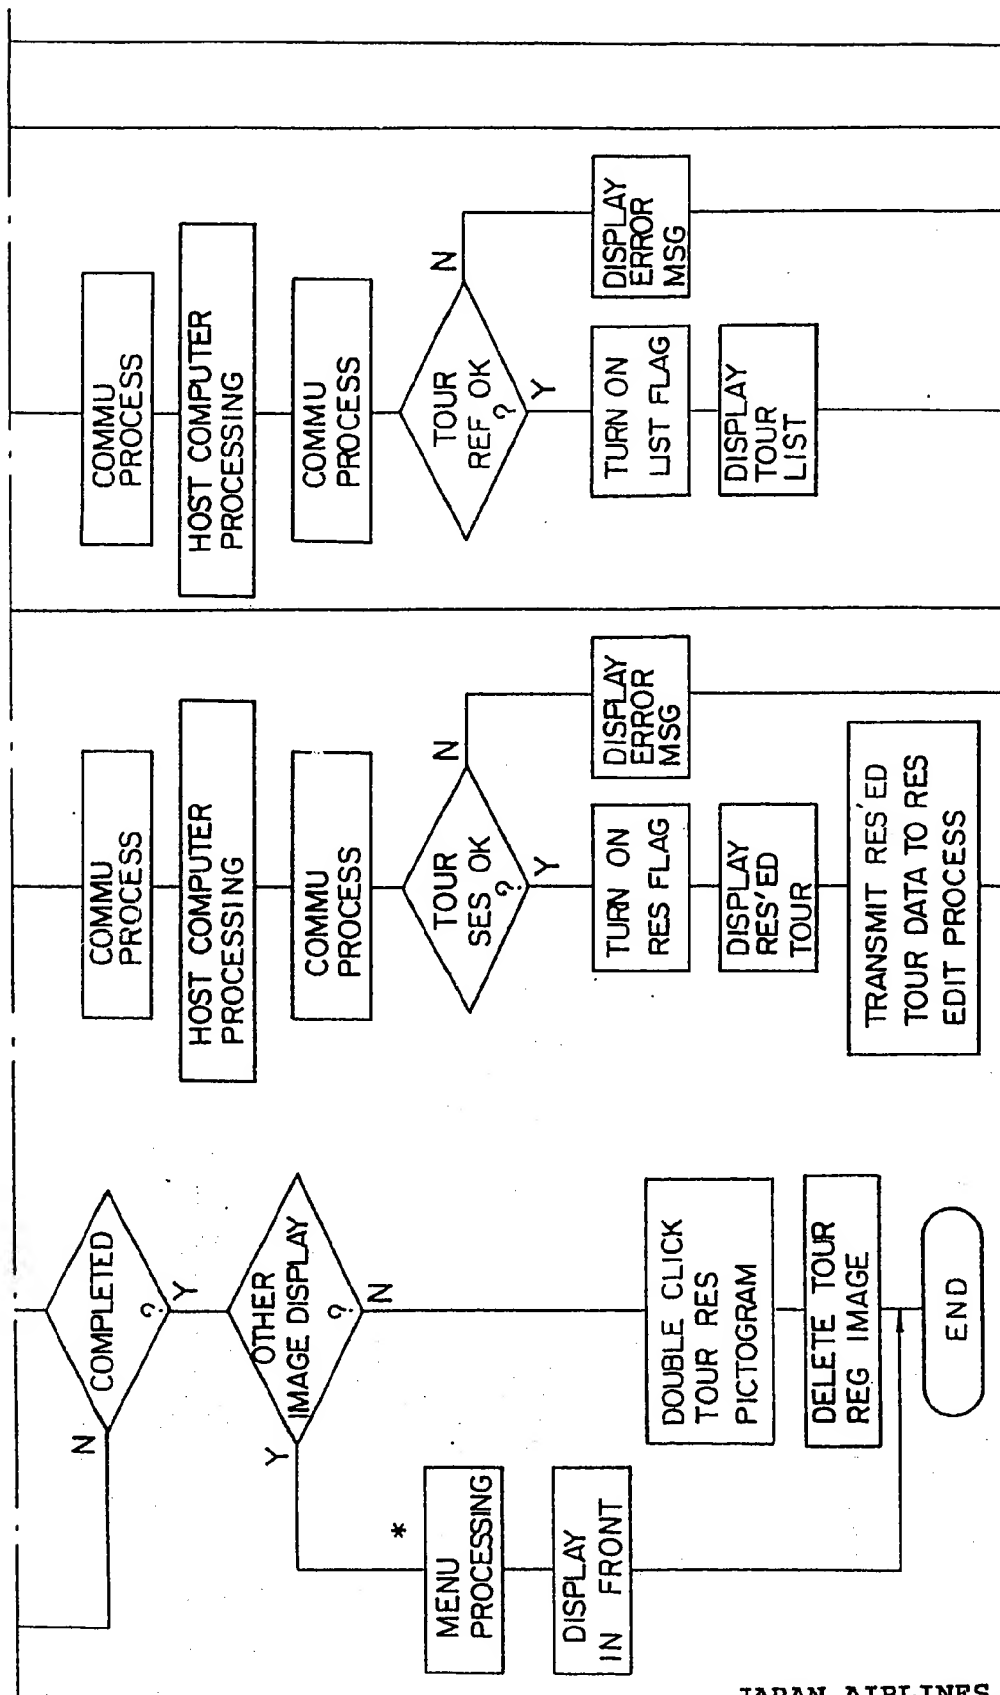 COMPLETED
?
N
Y
OTHER
IMAGE DISPLAY
?
Y
N
*
MENU
PROCESSING
DISPLAY
IN FRONT
DOUBLE CLICK
TOUR RES
PICTOGRAM
DELETE TOUR
REG IMAGE
END
COMMU
PROCESS
HOST COMPUTER
PROCESSING
COMMU
PROCESS
TOUR
SES OK
?
N
Y
TURN ON
RES FLAG
DISPLAY
RES'ED
TOUR
DISPLAY
ERROR
MSG
TRANSMIT RES'ED
TOUR DATA TO RES
EDIT PROCESS
COMMU
PROCESS
HOST COMPUTER
PROCESSING
COMMU
PROCESS
TOUR
REF OK
?
N
Y
TURN ON
LIST FLAG
DISPLAY
TOUR
LIST
DISPLAY
ERROR
MSG
JAPAN AIRLINES